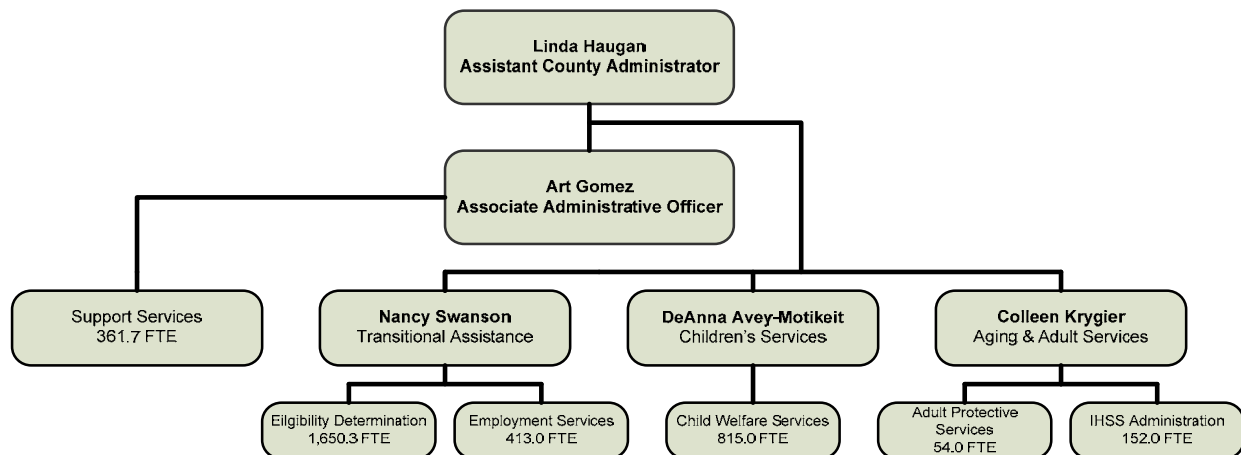 Linda Haugan
Assistant County Administrator
Art Gomez
Associate Administrative Officer
Support Services
361.7 FTE
Nancy Swanson
Transitional Assistance
DeAnna Avey-Motikeit
Children's Services
Colleen Krygier
Aging & Adult Services
Eilgibility Determination
1,650.3 FTE
Employment Services
413.0 FTE
Child Welfare Services
815.0 FTE
Adult Protective
Services
54.0 FTE
IHSS Administration
152.0 FTE